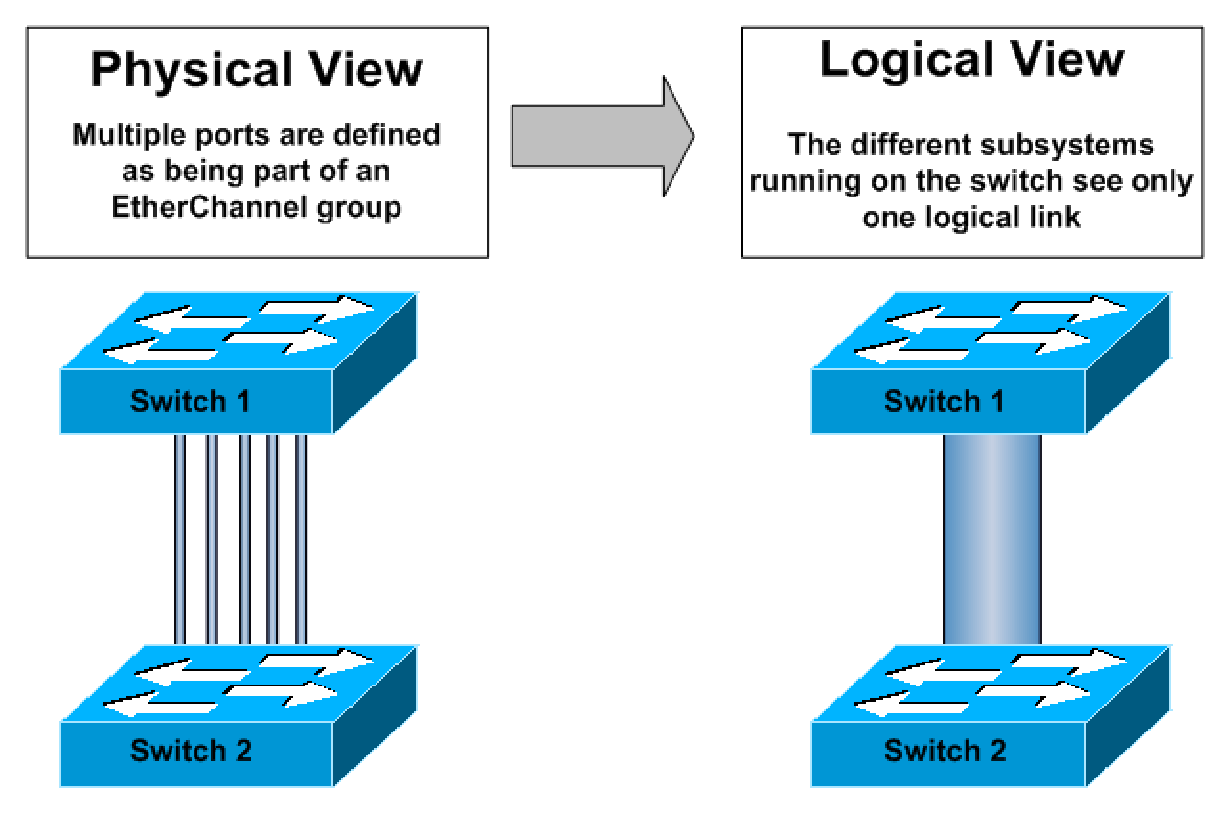 Physical View
Multiple ports are defined
as being part of an
EtherChannel group
Logical View
The different subsystems
running on the switch see only
one logical link
Switch 1
Switch 1
Switch 2
Switch 2